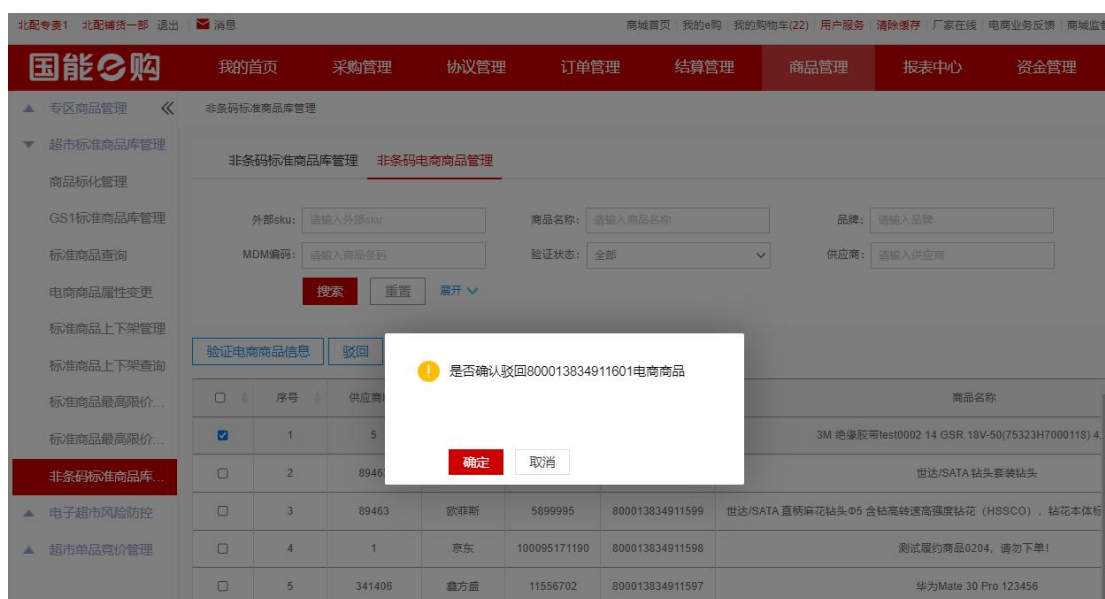 北配专责1 北配铺货一部 退出 消息 商城首页 我的e购 我的购物车(22) 用户服务 清除缓存 厂家在线 电商业务反馈 商城监
国能e购 我的首页 采购管理 协议管理 订单管理 结算管理 商品管理 报表中心 资金管理
专区商品管理 非条码标准商品库管理
超市标准商品库管理
非条码标准商品库管理 非条码电商商品管理
商品标化管理
GS1标准商品库管理 外部sku: 请输入外部sku 商品名称: 请输入商品名称 品牌: 请输入品牌
标准商品查询 MDM编码: 请输入商品条码 验证状态: 全部 供应商: 请输入供应商
电商商品属性变更 搜索 重置 展开
标准商品上下架管理
验证电商商品信息 驳回
标准商品上下架查询
是否确认驳回800013834911601电商商品
标准商品最高限价... 序号 供应商 商品名称
标准商品最高限价... 1 5 3M 绝缘胶带test0002 14 GSR 18V-50(75323H7000118) 4
确定 取消
非条码标准商品库... 2 8946 世达/SATA 钻头套装钻头
电子超市风险防控 3 89463 欧菲斯 5899995 800013834911599 世达/SATA 直柄麻花钻头Φ5 含钴高转速高强度钻花（HSSCO），钻花本体标
超市单品竞价管理 4 1 京东 100095171190 800013834911598 测试履约商品0204，请勿下单！
5 341406 鑫方盛 11556702 800013834911597 华为Mate 30 Pro 123456